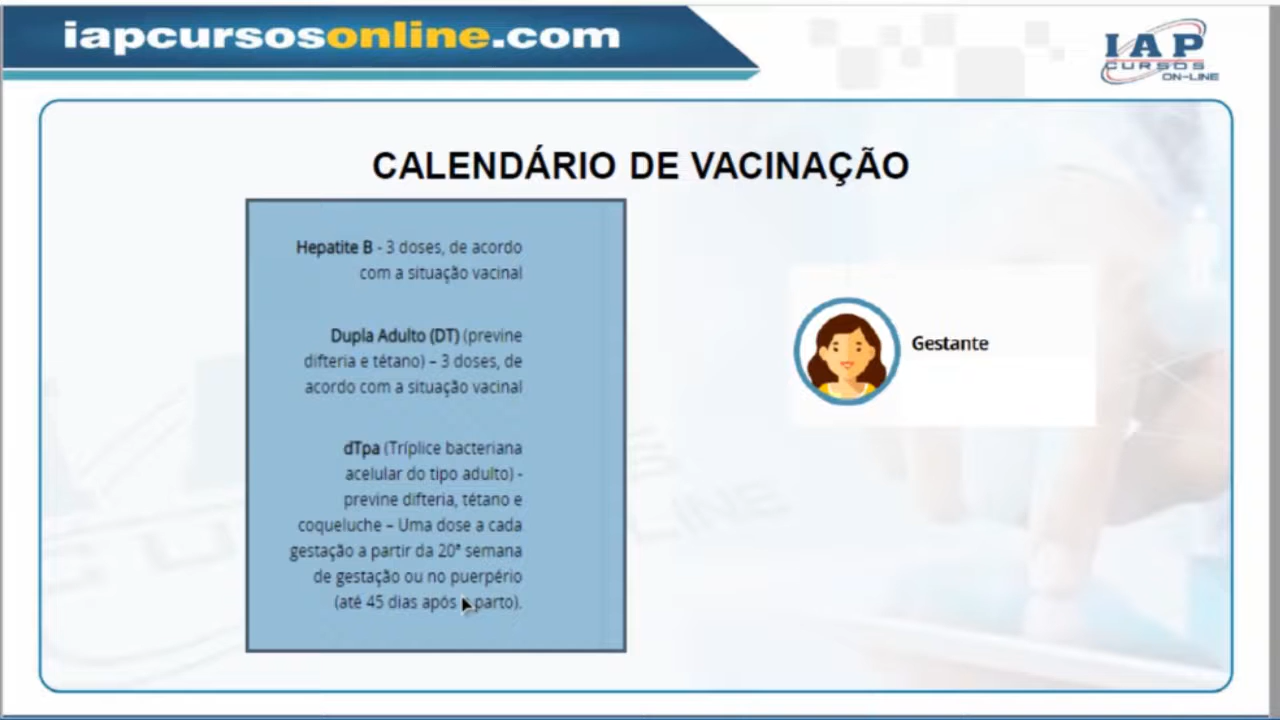 iapcursosonline.com
IAP
CURSOS
ON-LINE
CALENDÁRIO DE VACINAÇÃO
Hepatite B - 3 doses, de acordo
com a situação vacinal
Dupla Adulto (DT) (previne
difteria e tétano) – 3 doses, de
acordo com a situação vacinal
dTpa (Tríplice bacteriana
acelular do tipo adulto) -
previne difteria, tétano e
coqueluche – Uma dose a cada
gestação a partir da 20ª semana
de gestação ou no puerpério
(até 45 dias após parto).
Gestante